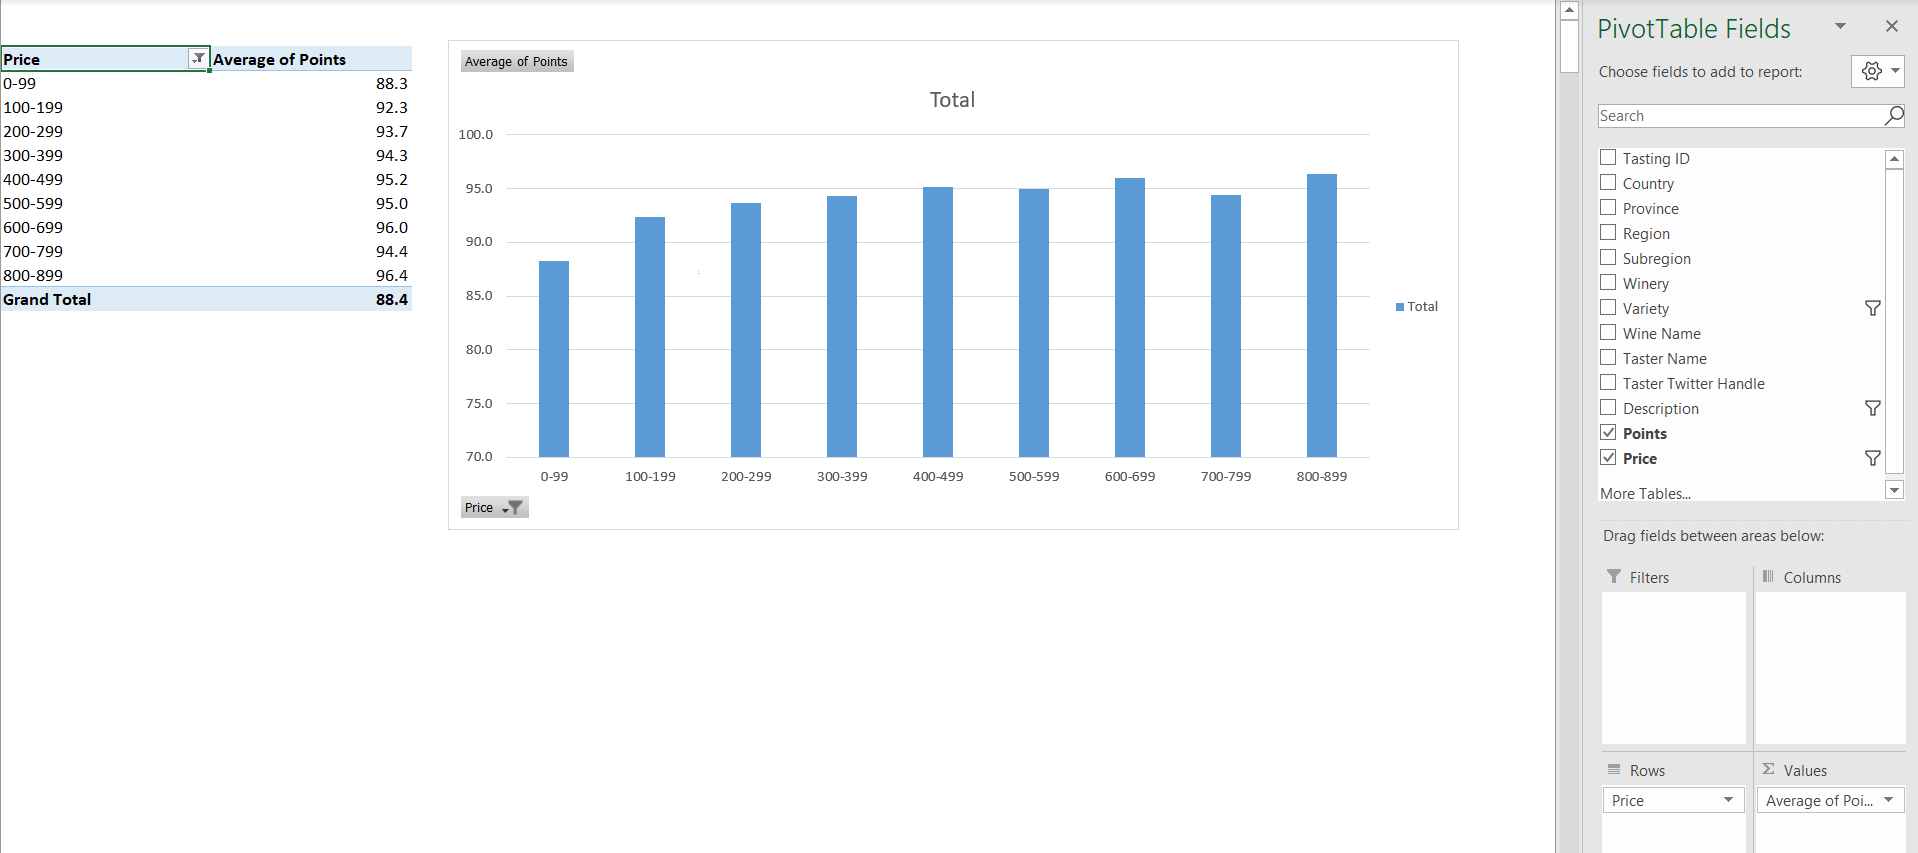 Price Average of Points
0-99 88.3
100-199 92.3
200-299 93.7
300-399 94.3
400-499 95.2
500-599 95.0
600-699 96.0
700-799 94.4
800-899 96.4
Grand Total 88.4
Average of Points
Total
100.0
95.0
90.0
85.0
80.0
75.0
70.0
0-99 100-199 200-299 300-399 400-499 500-599 600-699 700-799 800-899
Total
Price
PivotTable Fields
Choose fields to add to report:
Search
Tasting ID
Country
Province
Region
Subregion
Winery
Variety
Wine Name
Taster Name
Taster Twitter Handle
Description
Points
Price
More Tables...
Drag fields between areas below:
Filters
Columns
Rows
Σ Values
Price
Average of Poi...